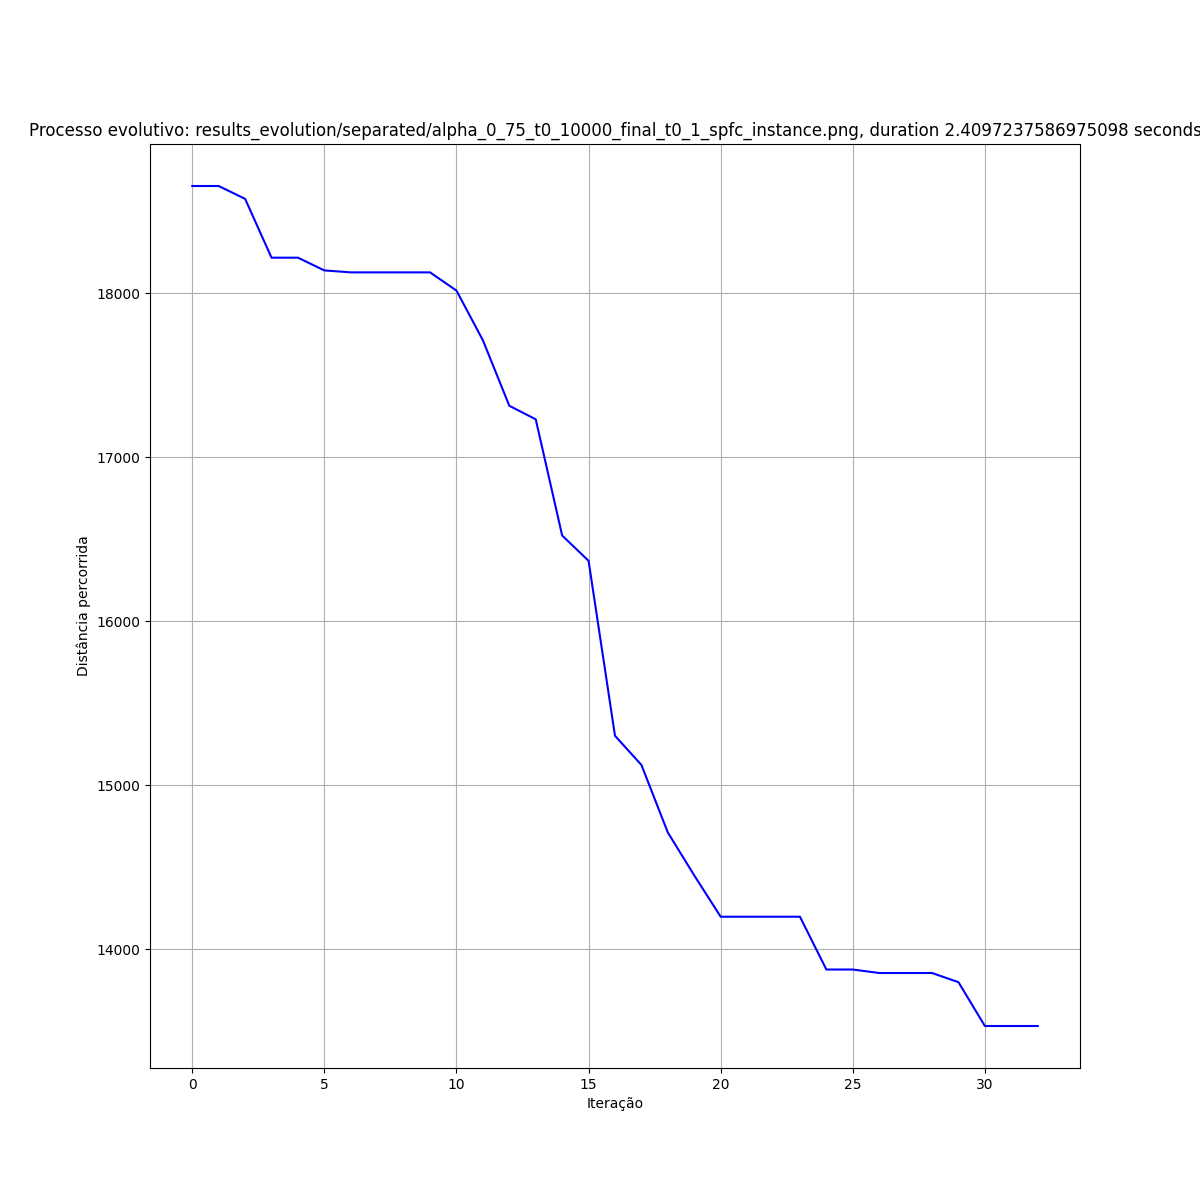 Processo evolutivo: results_evolution/separated/alpha_0_75_t0_10000_final_t0_1_spfc_instance.png, duration 2.4097237586975098 seconds
18000
17000
16000
15000
14000
Distância percorrida
0 5 10 15 20 25 30
Iteração